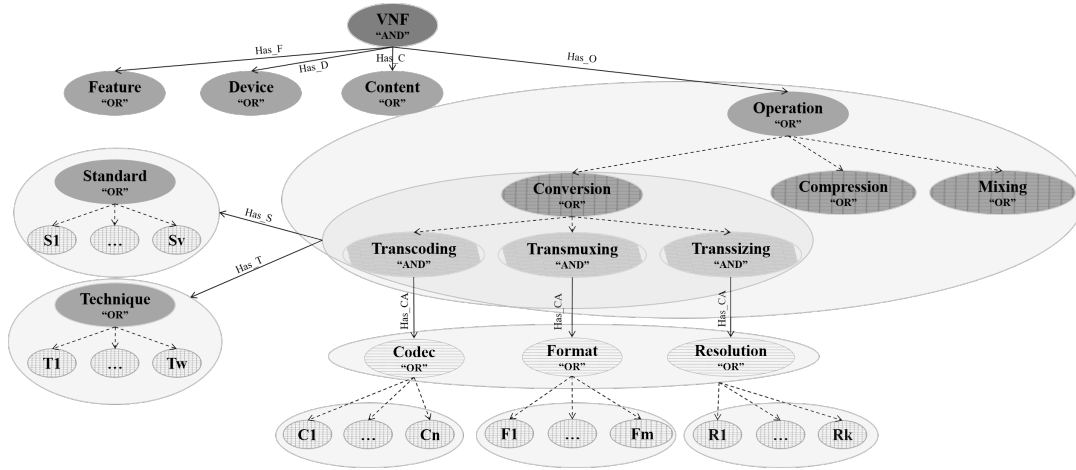 VNF
“AND”
Has_F
Has_D
Has_C
Has_O
Feature
“OR”
Device
“OR”
Content
“OR”
Operation
“OR”
Standard
“OR”
Conversion
“OR”
Compression
“OR”
Mixing
“OR”
S1
...
Sv
Has_S
Transcoding
“AND”
Transmuxing
“AND”
Transsizing
“AND”
Has_T
Technique
“OR”
Has_CA
Has_CA
Has_CA
T1
...
Tw
Codec
“OR”
Format
“OR”
Resolution
“OR”
C1
...
Cn
F1
...
Fm
R1
...
Rk